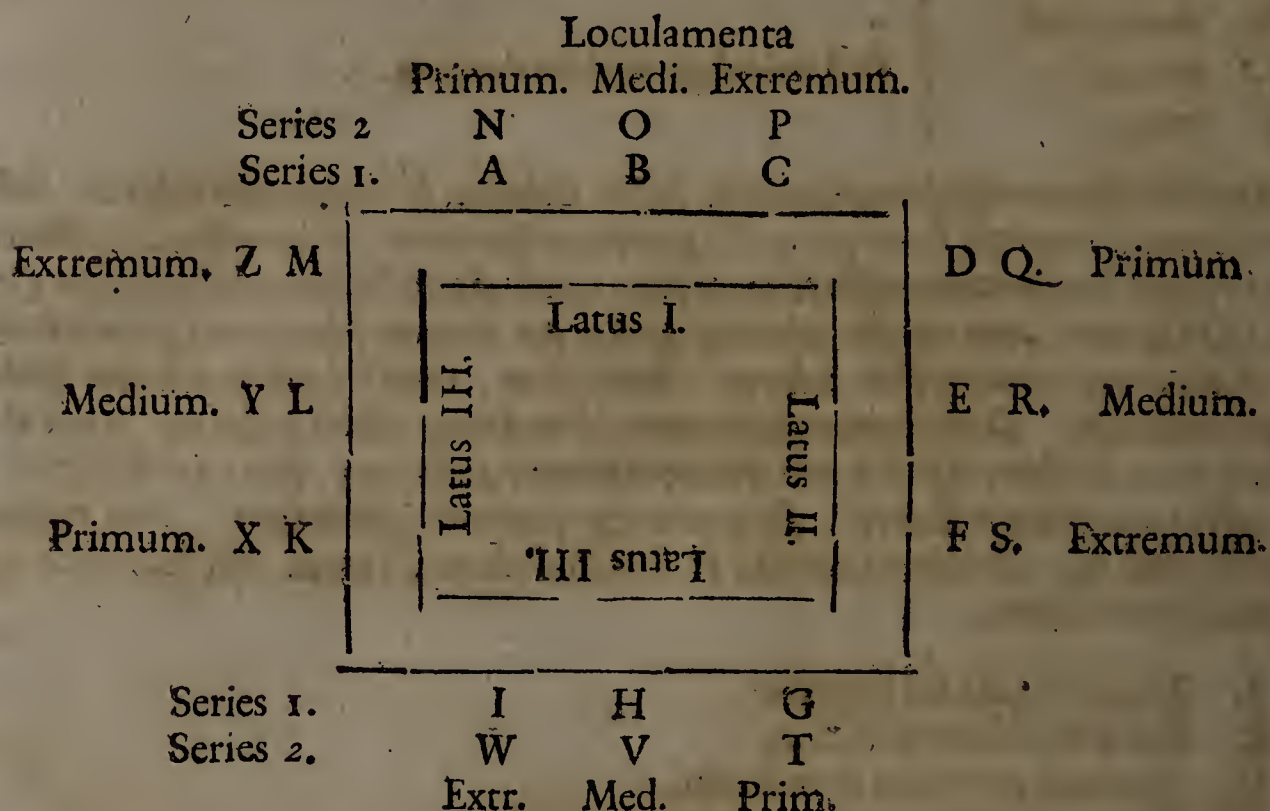 Loculamenta
Primum. Medi. Extremum.
Series 2 N O P
Series 1. A B C
Extremum. Z M D Q. Primum.
Latus I.
Medium. Y L E R. Medium.
Latus III.
Latus II.
Primum. X K F S. Extremum.
Latus III.
Series 1. I H G
Series 2. W V T
Extr. Med. Prim.